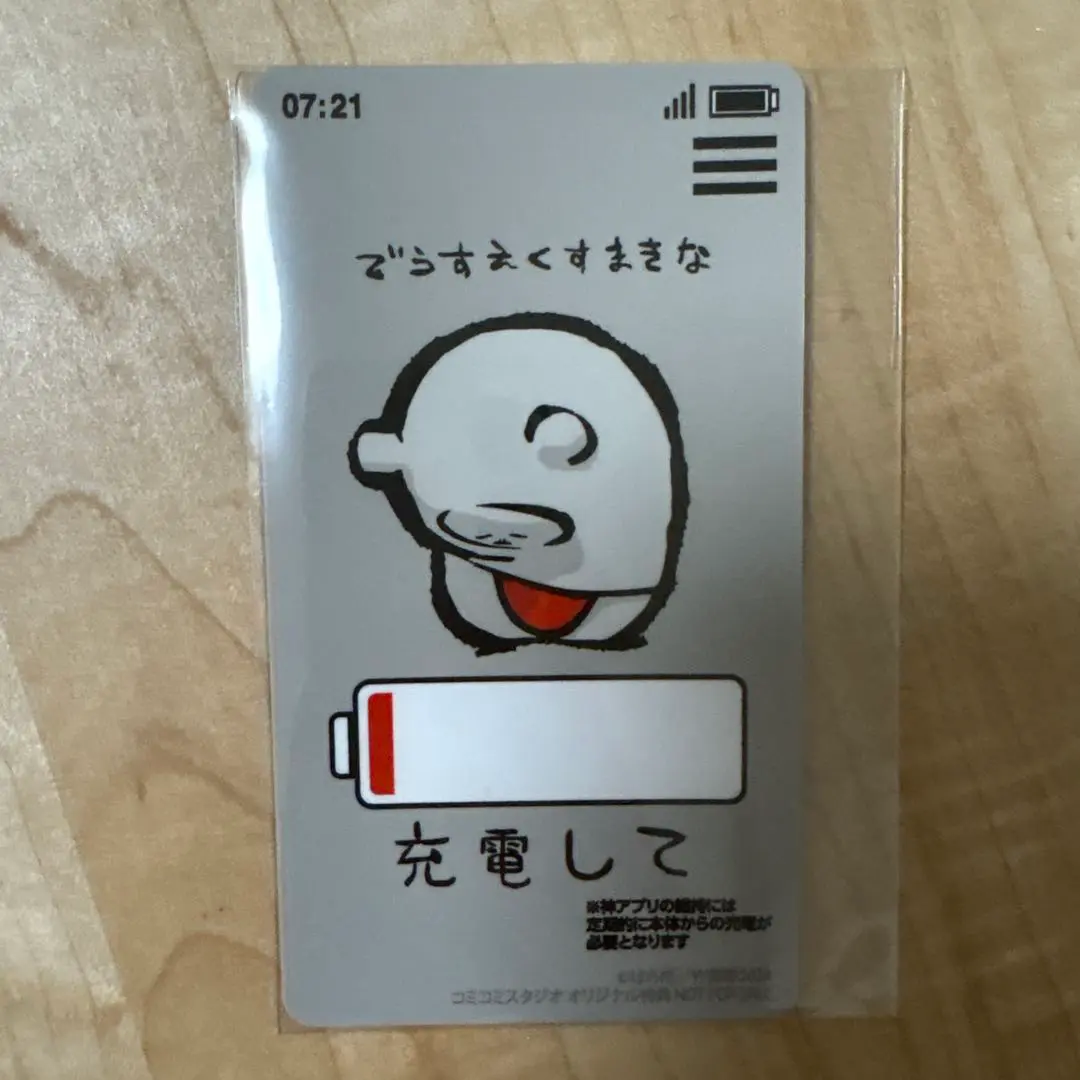 07:21
でうすえくすまきな
充電して
※神アプリの維持には
定期的に本体からの充電が
必要となります
コミコミスタジオ オリジナル特典 NOT FOR SALE